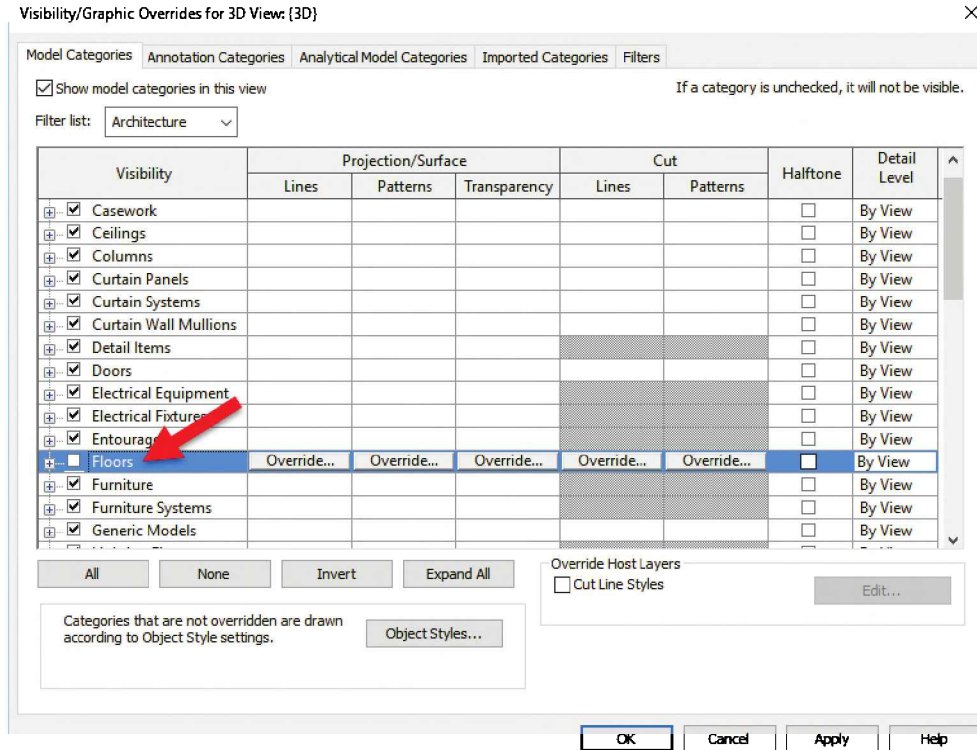 Visibility/Graphic Overrides for 3D View: {3D}
Model Categories Annotation Categories Analytical Model Categories Imported Categories Filters
Show model categories in this view If a category is unchecked, it will not be visible.
Filter list: Architecture
Visibility Projection/Surface Cut Halftone Detail Level
Lines Patterns Transparency Lines Patterns
Casework By View
Ceilings By View
Columns By View
Curtain Panels By View
Curtain Systems By View
Curtain Wall Mullions By View
Detail Items By View
Doors By View
Electrical Equipment By View
Electrical Fixtures By View
Entourage By View
Floors Override... Override... Override... Override... Override... By View
Furniture By View
Furniture Systems By View
Generic Models By View
All None Invert Expand All Override Host Layers
Cut Line Styles Edit...
Categories that are not overridden are drawn
according to Object Style settings. Object Styles...
OK Cancel Apply Help